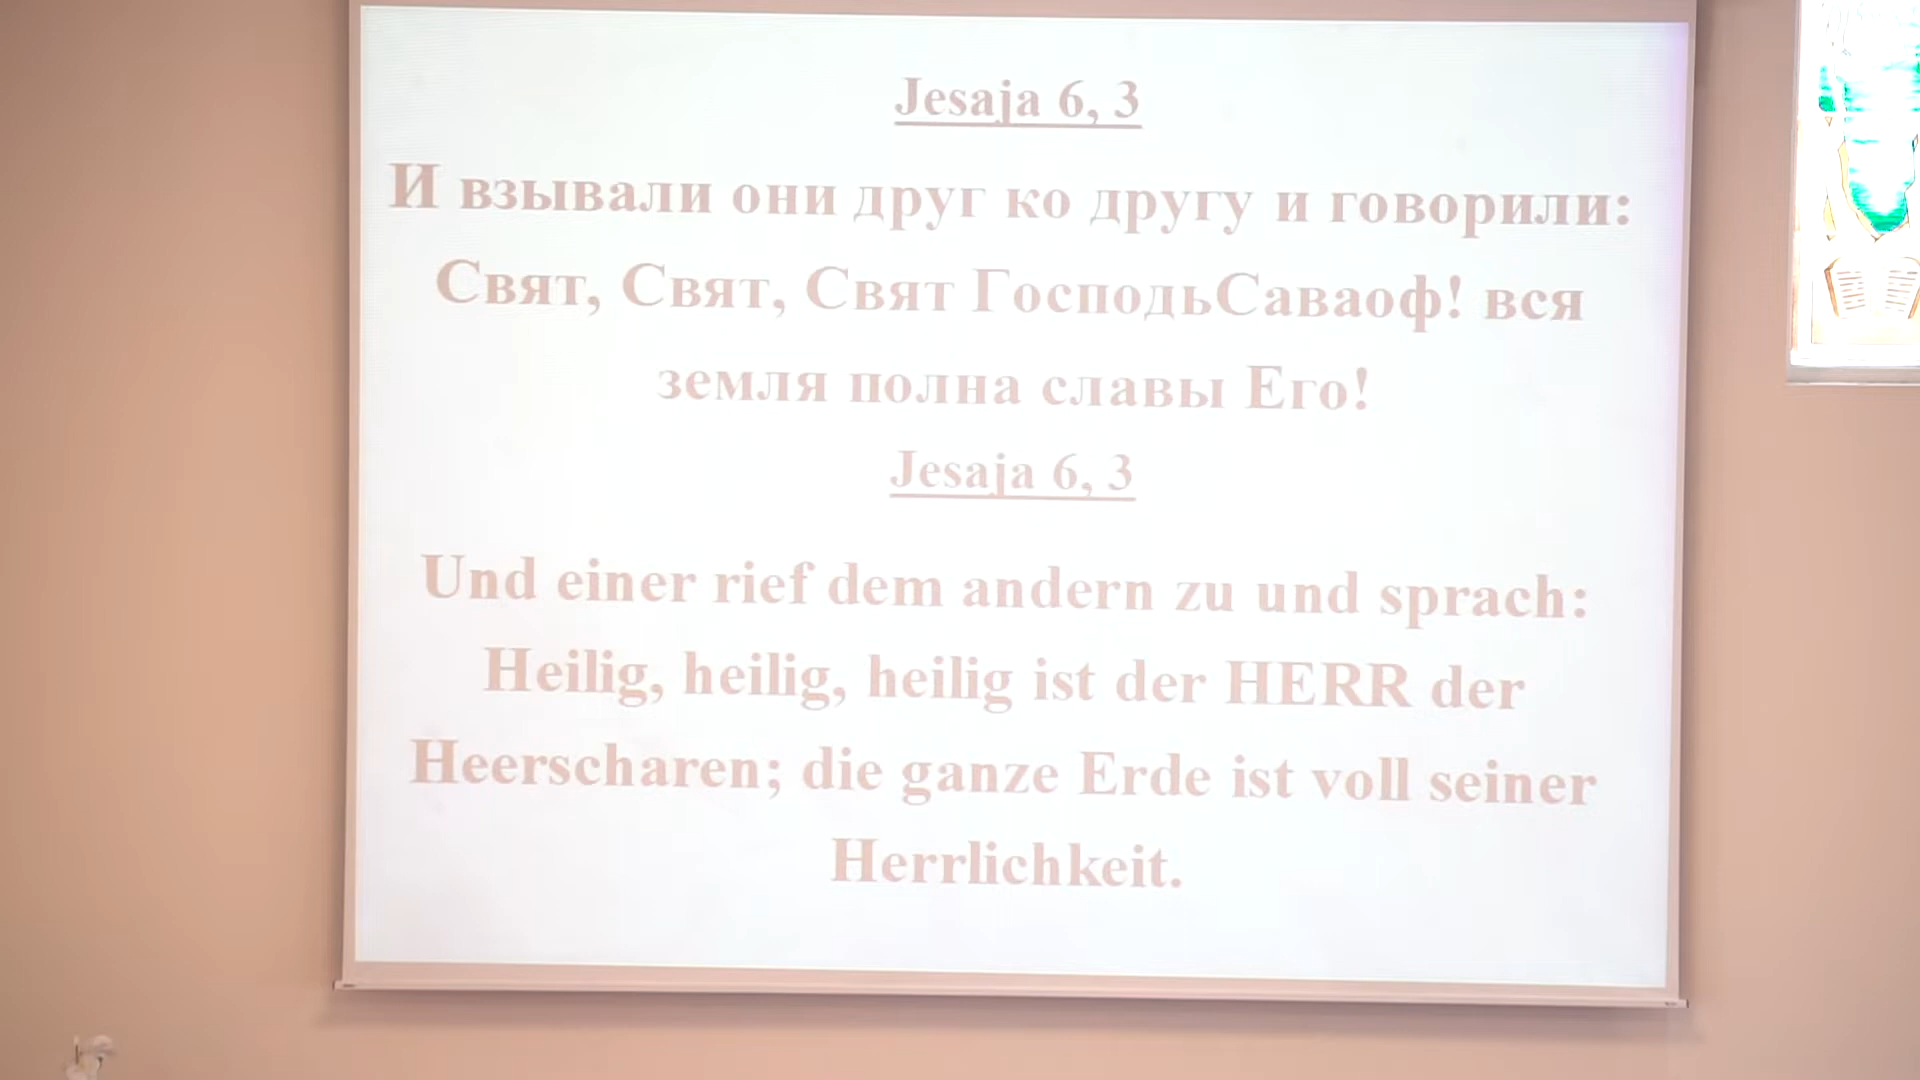 Jesaja 6, 3
И взывали они друг ко другу и говорили:
Свят, Свят, Свят ГосподьСаваоф! вся
земля полна славы Его!
Jesaja 6, 3
Und einer rief dem andern zu und sprach:
Heilig, heilig, heilig ist der HERR der
Heerscharen; die ganze Erde ist voll seiner
Herrlichkeit.